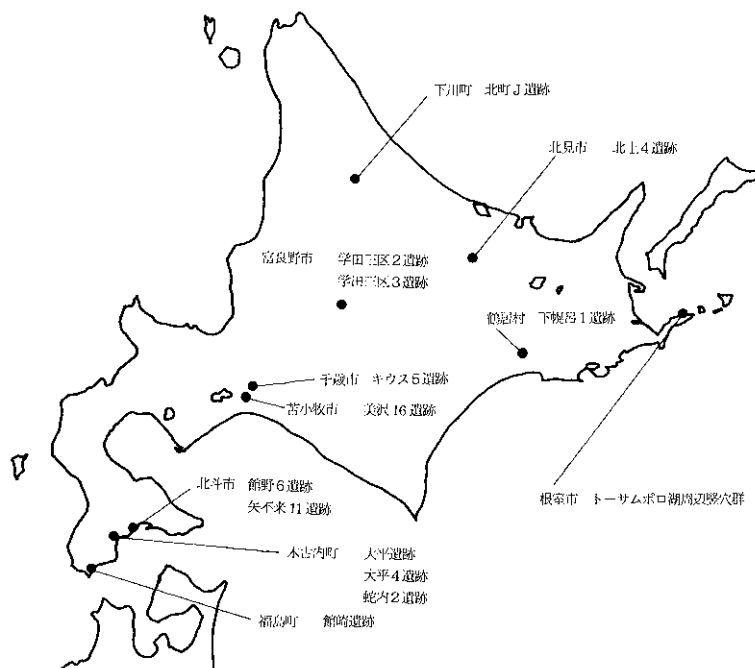 下川町 北町J遺跡
北見市 北上4遺跡
富良野市 学田三区2遺跡
学田三区3遺跡
鶴居村 下幌呂1遺跡
千歳市 キウス5遺跡
苫小牧市 美沢16遺跡
根室市 トーサムポロ湖周辺竪穴群
北斗市 館野6遺跡
矢不来11遺跡
木古内町 大平遺跡
大平4遺跡
蛇内2遺跡
福島町 館崎遺跡